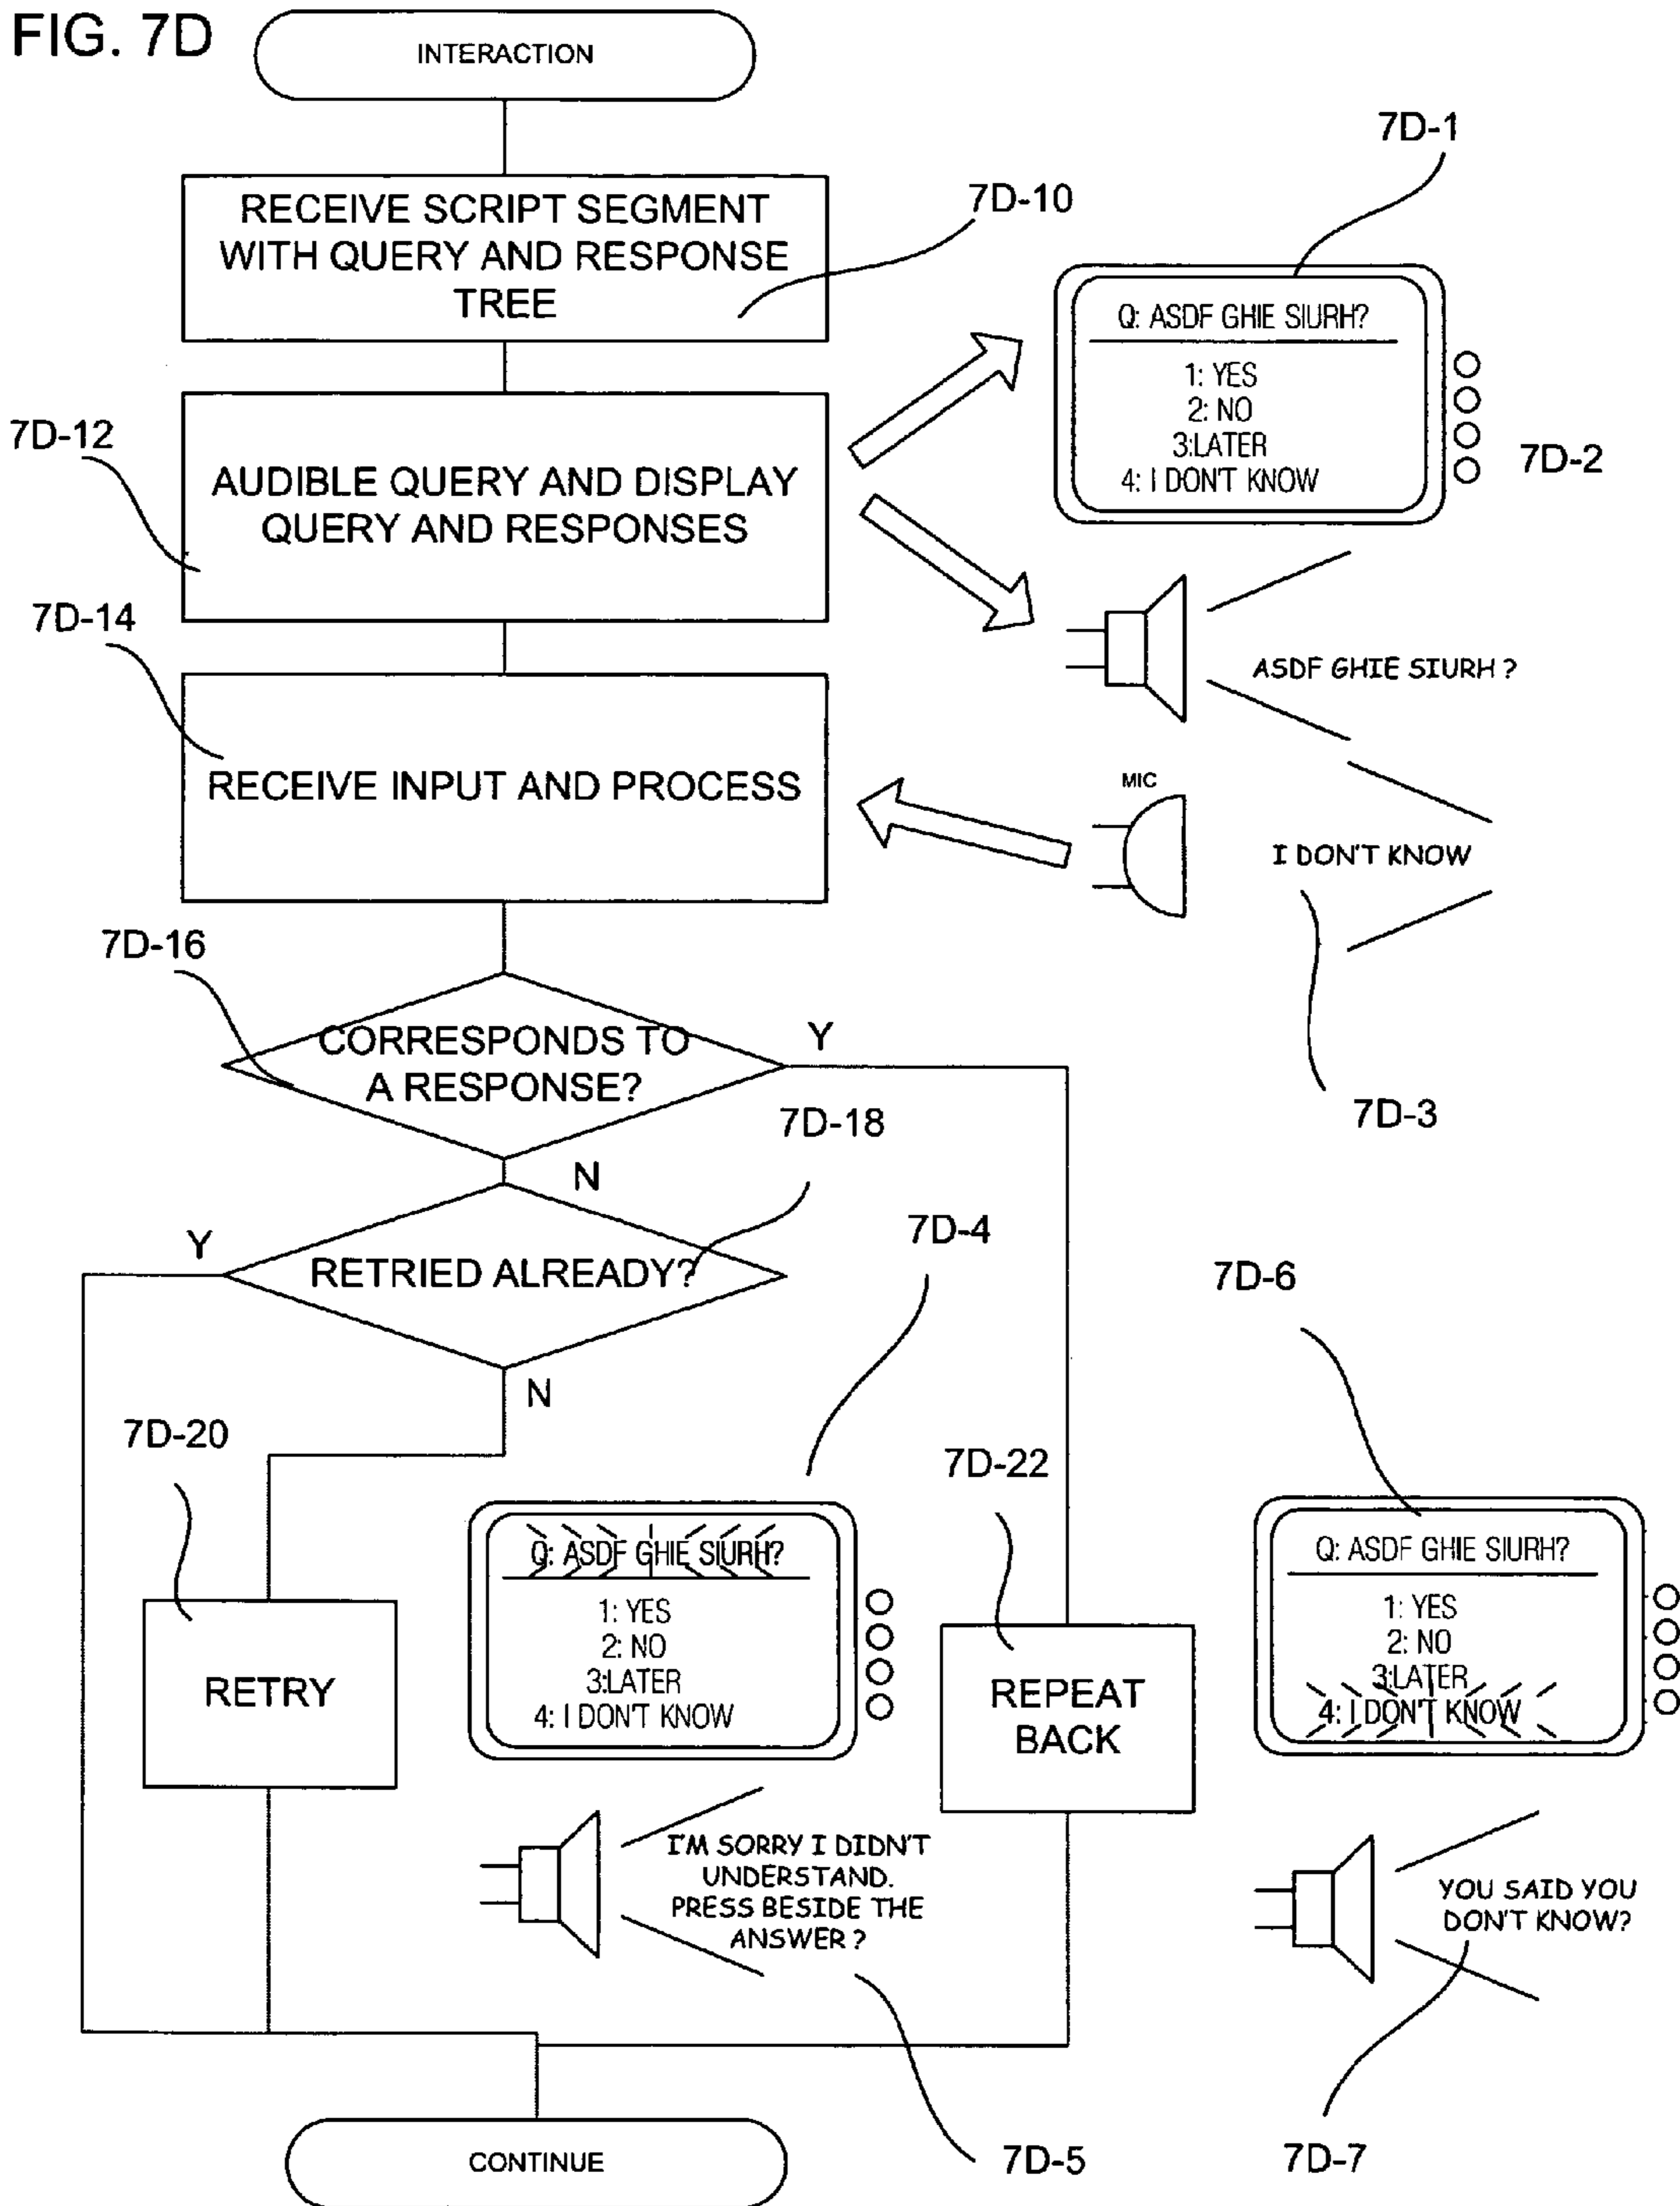 FIG. 7D
INTERACTION
7D-1
RECEIVE SCRIPT SEGMENT
WITH QUERY AND RESPONSE
TREE
7D-10
Q: ASDF GHIE SIURH?
1: YES
2: NO
3:LATER
4: I DON'T KNOW
7D-2
7D-12
AUDIBLE QUERY AND DISPLAY
QUERY AND RESPONSES
ASDF GHIE SIURH ?
7D-14
RECEIVE INPUT AND PROCESS
MIC
I DON'T KNOW
7D-3
7D-16
CORRESPONDS TO
A RESPONSE?
Y
N
7D-18
Y
RETRIED ALREADY?
N
7D-4
7D-6
7D-20
RETRY
Q: ASDF GHIE SIURH?
1: YES
2: NO
3:LATER
4: I DON'T KNOW
7D-22
REPEAT
BACK
Q: ASDF GHIE SIURH?
1: YES
2: NO
3:LATER
4: I DON'T KNOW
I'M SORRY I DIDN'T
UNDERSTAND.
PRESS BESIDE THE
ANSWER ?
YOU SAID YOU
DON'T KNOW?
CONTINUE
7D-5
7D-7